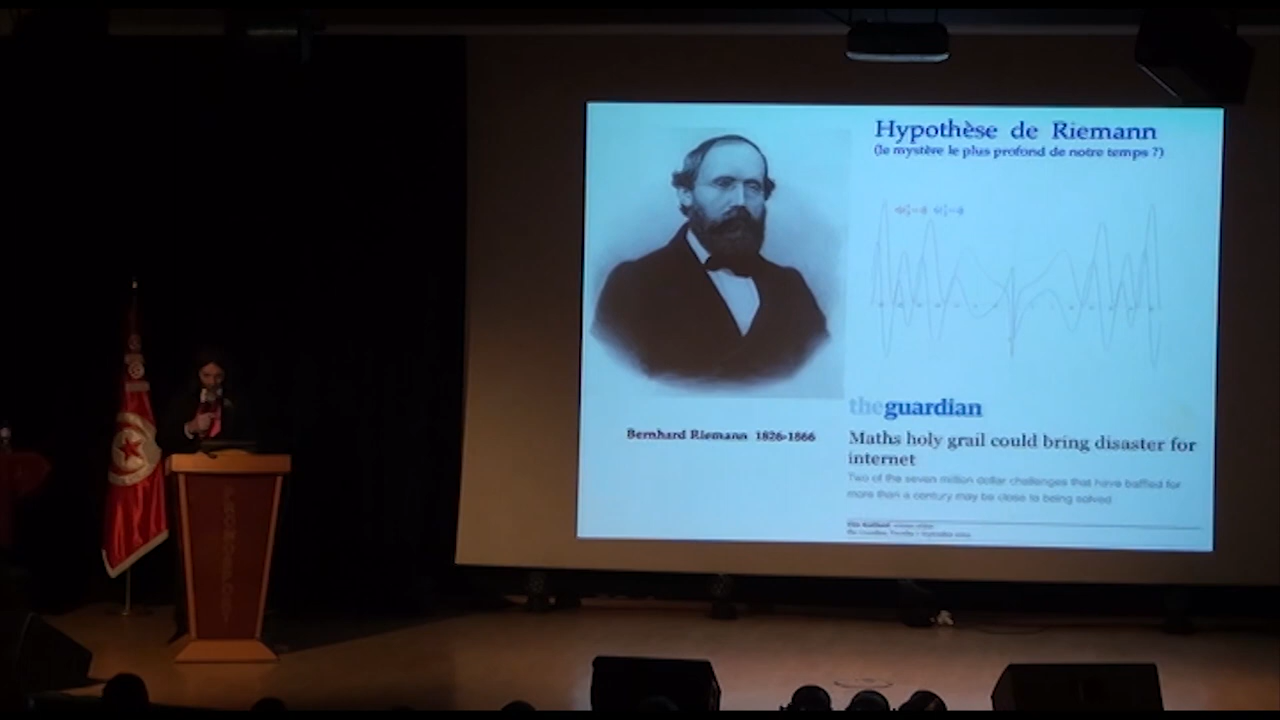 Hypothèse de Riemann
(le mystère le plus profond de notre temps ?)
Bernhard Riemann 1826-1866
theguardian
Maths holy grail could bring disaster for
internet
Two of the seven million dollar challenges that have baffled for
more than a century may be close to being solved